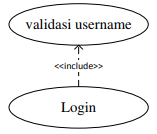 validasi username
<<include>>
Login